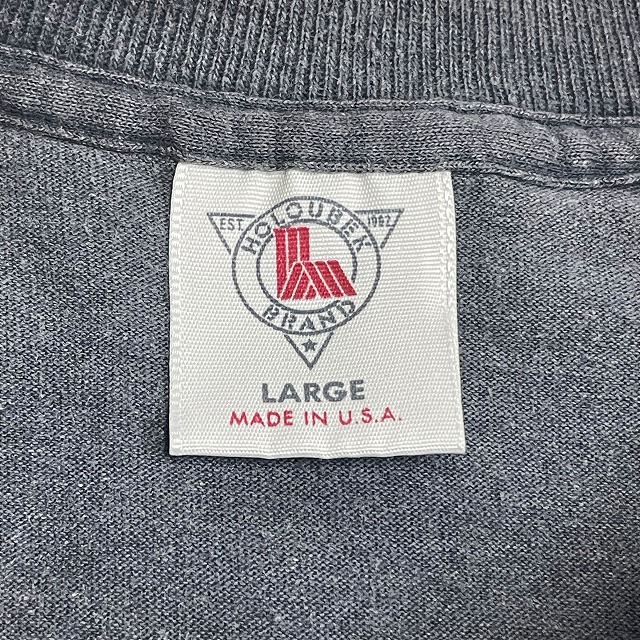 EST. 1962
HOLOUBEK
BRAND
LARGE
MADE IN U.S.A.